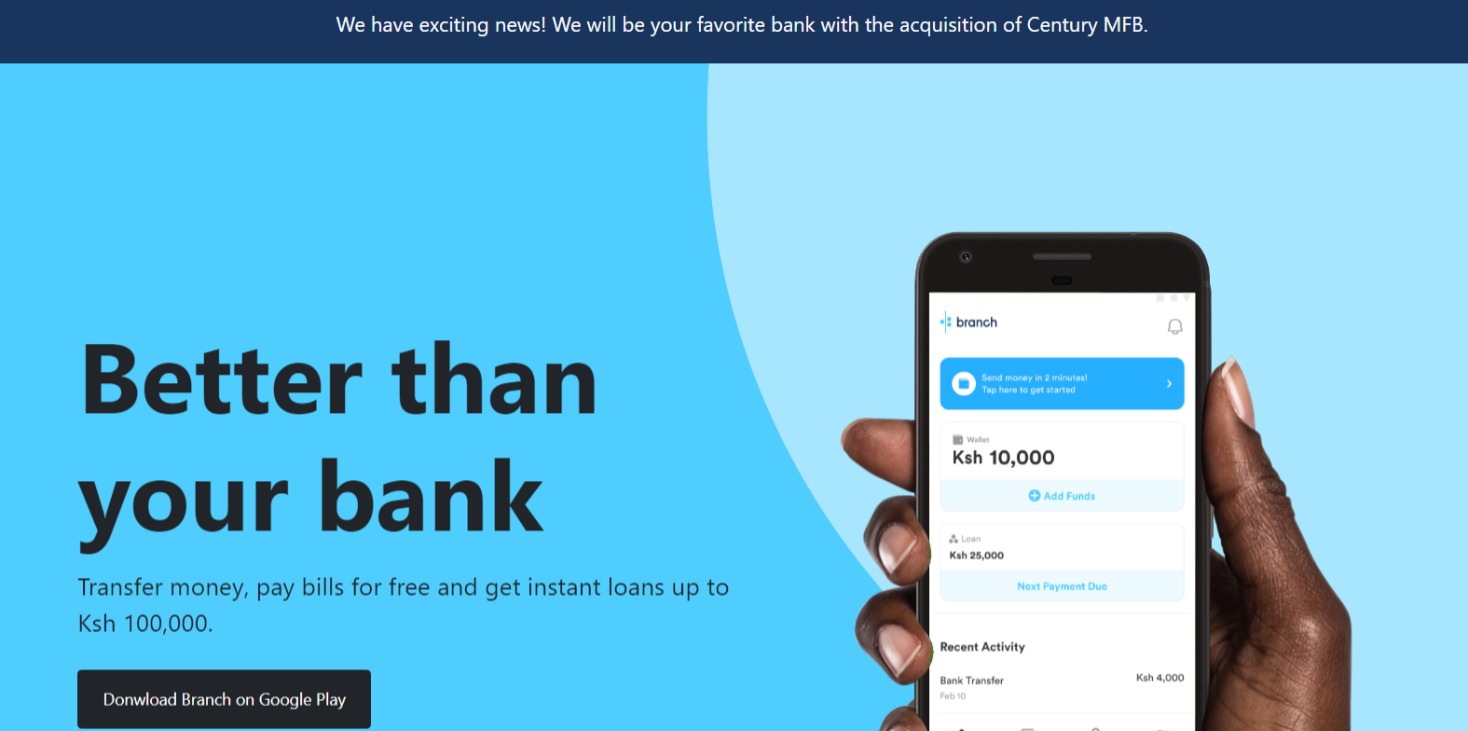 We have exciting news! We will be your favorite bank with the acquisition of Century MFB.
Better than
your bank
Transfer money, pay bills for free and get instant loans up to
Ksh 100,000.
Donwload Branch on Google Play
branch
Send money in 2 minutes!
Tap here to get started
Wallet
Ksh 10,000
Add Funds
Loan
Ksh 25,000
Next Payment Due
Recent Activity
Bank Transfer
Ksh 4,000
Feb 10